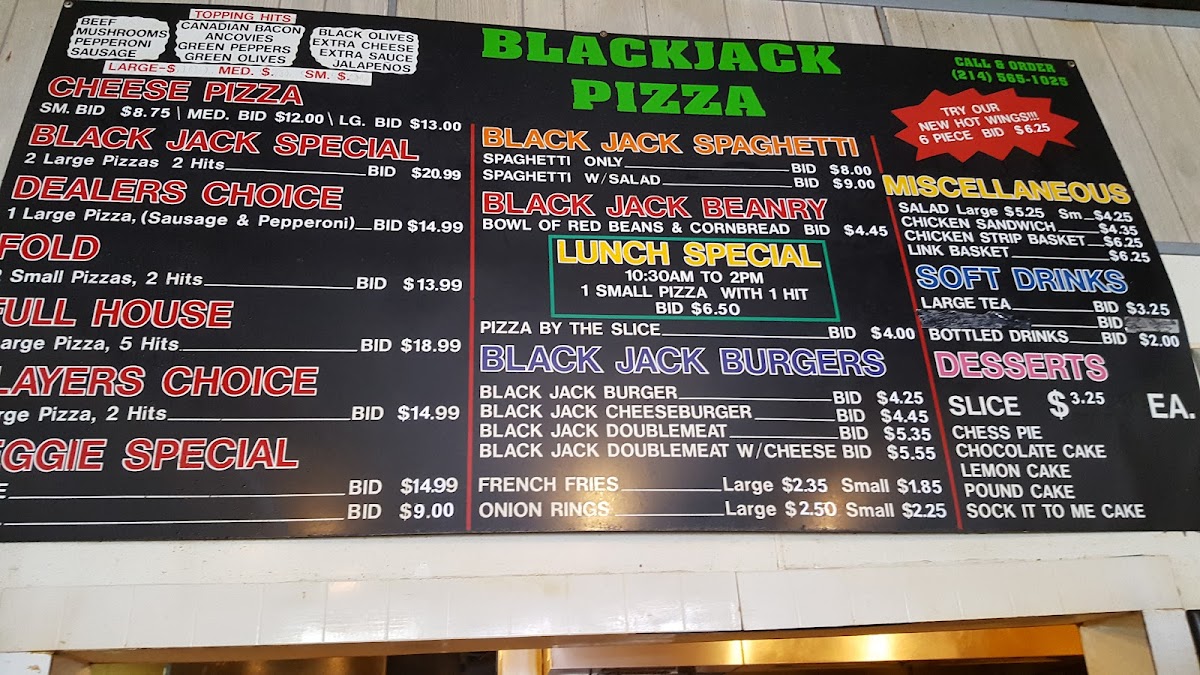 TOPPING HITS
BEEF
MUSHROOMS
PEPPERONI
SAUSAGE
CANADIAN BACON
ANCOVIES
GREEN PEPPERS
GREEN OLIVES
BLACK OLIVES
EXTRA CHEESE
EXTRA SAUCE
JALAPENOS
LARGE-$ MED. $. SM. $.
CHEESE PIZZA
SM. BID $8.75 \ MED. BID $12.00 \ LG. BID $13.00
BLACK JACK SPECIAL
2 Large Pizzas 2 Hits BID $20.99
DEALERS CHOICE
1 Large Pizza, (Sausage & Pepperoni) BID $14.99
FOLD
2 Small Pizzas, 2 Hits BID $13.99
FULL HOUSE
arge Pizza, 5 Hits BID $18.99
LAYERS CHOICE
rge Pizza, 2 Hits BID $14.99
EGGIE SPECIAL
E BID $14.99
BID $9.00
BLACKJACK
PIZZA
BLACK JACK SPAGHETTI
SPAGHETTI ONLY BID $8.00
SPAGHETTI W/SALAD BID $9.00
BLACK JACK BEANRY
BOWL OF RED BEANS & CORNBREAD BID $4.45
LUNCH SPECIAL
10:30AM TO 2PM
1 SMALL PIZZA WITH 1 HIT
BID $6.50
PIZZA BY THE SLICE BID $4.00
BLACK JACK BURGERS
BLACK JACK BURGER BID $4.25
BLACK JACK CHEESEBURGER BID $4.45
BLACK JACK DOUBLEMEAT BID $5.35
BLACK JACK DOUBLEMEAT W/CHEESE BID $5.55
FRENCH FRIES Large $2.35 Small $1.85
ONION RINGS Large $2.50 Small $2.25
CALL & ORDER
(214) 565-1025
TRY OUR
NEW HOT WINGS!!!
6 PIECE BID $6.25
MISCELLANEOUS
SALAD Large $5.25 Sm $4.25
CHICKEN SANDWICH $4.35
CHICKEN STRIP BASKET $6.25
LINK BASKET $6.25
SOFT DRINKS
LARGE TEA BID $3.25
BID
BOTTLED DRINKS BID $2.00
DESSERTS
SLICE $3.25 EA.
CHESS PIE
CHOCOLATE CAKE
LEMON CAKE
POUND CAKE
SOCK IT TO ME CAKE